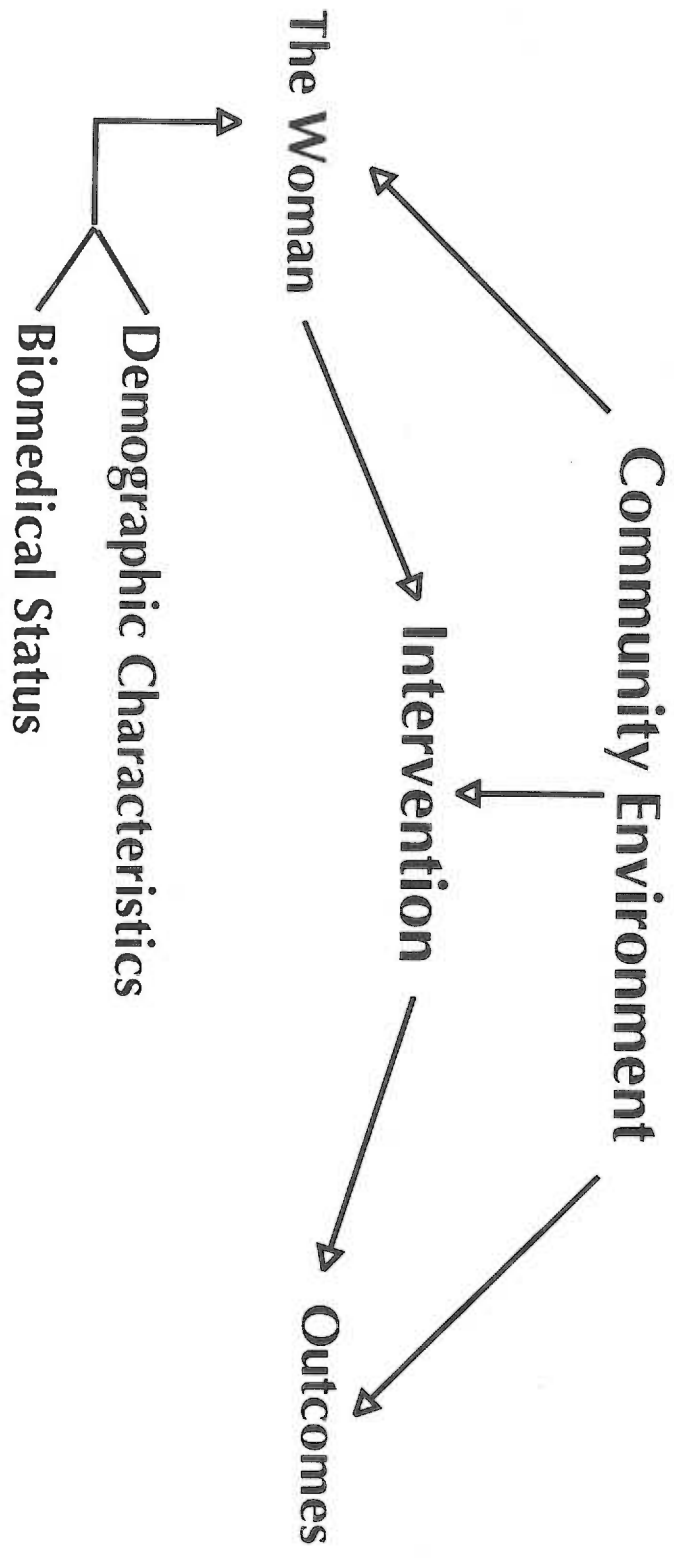 Community Environment
Intervention
The Woman
Outcomes
Demographic Characteristics
Biomedical Status